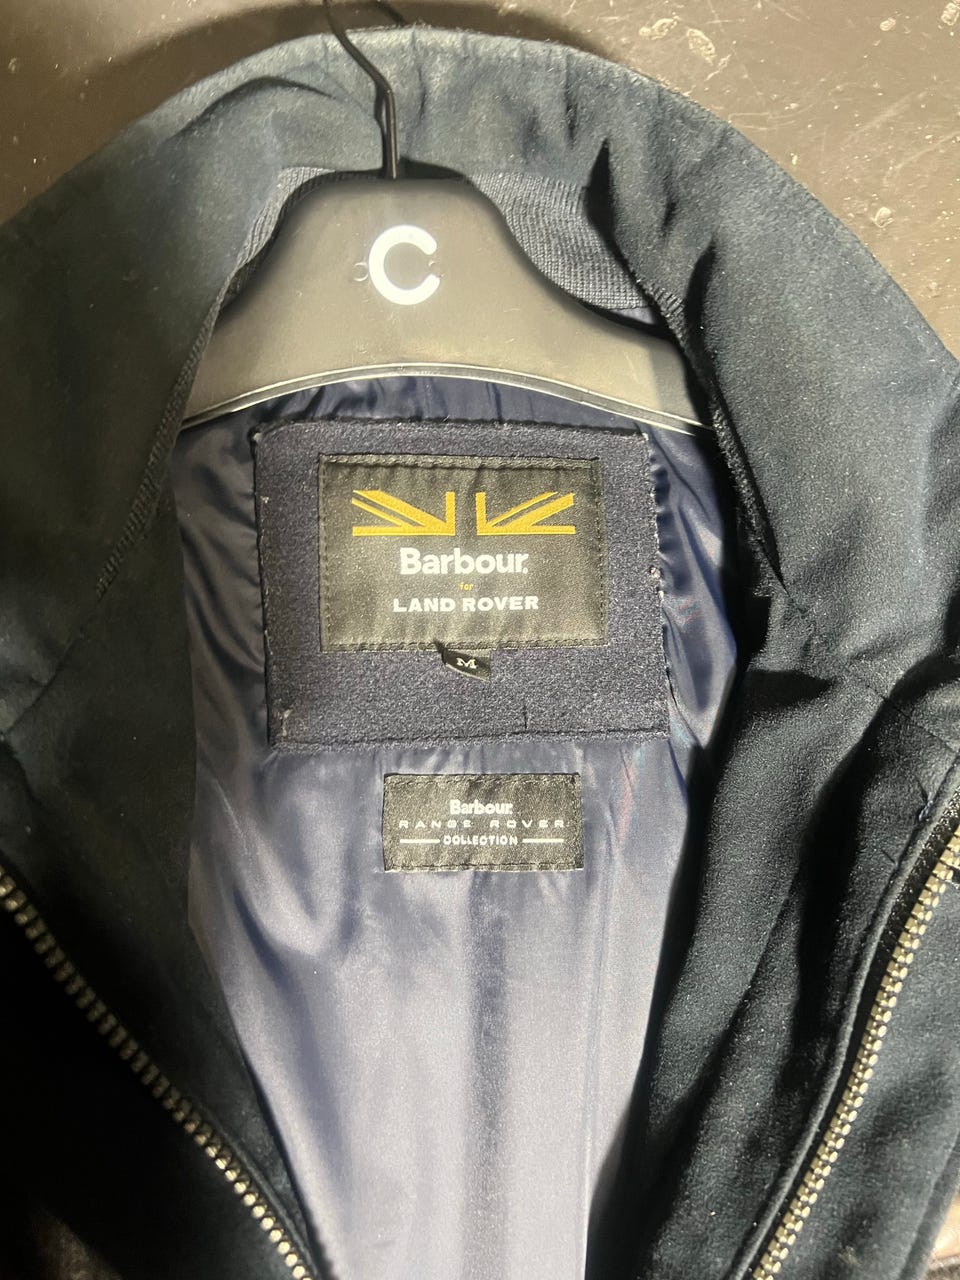 C
Barbour.
for
LAND ROVER
M
Barbour.
RANGE ROVER
COLLECTION